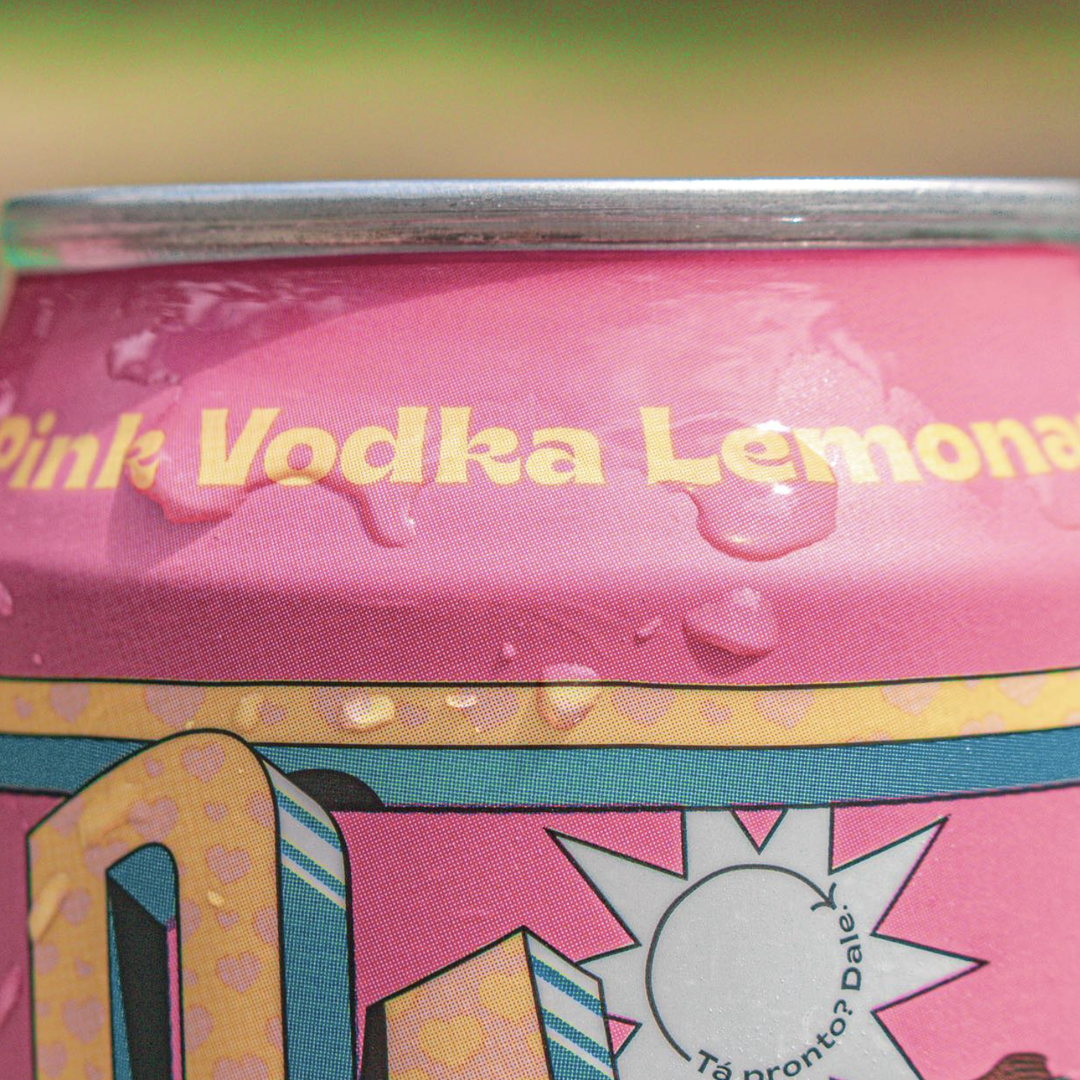 Pink Vodka Lemona
Tá pronto? Dale.